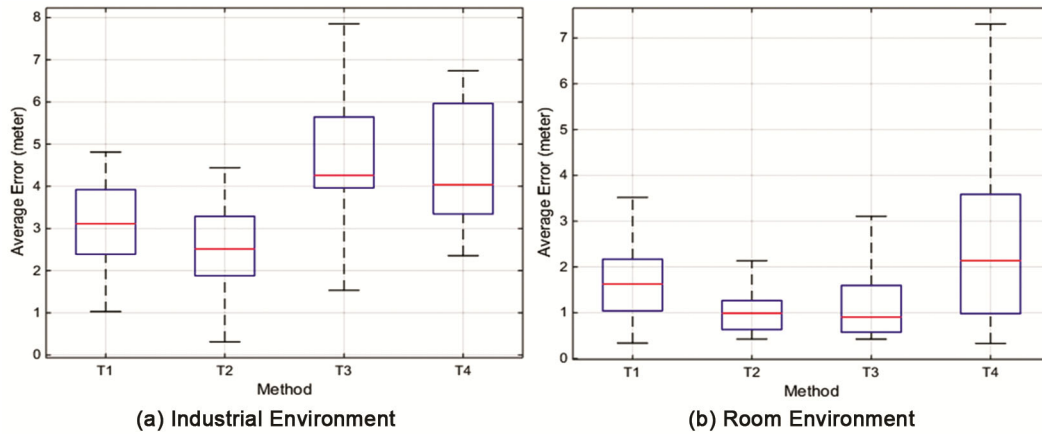 8
7
6
5
4
3
2
1
0
Average Error (meter)
T1 T2 T3 T4
Method
(a) Industrial Environment
7
6
5
4
3
2
1
0
Average Error (meter)
T1 T2 T3 T4
Method
(b) Room Environment